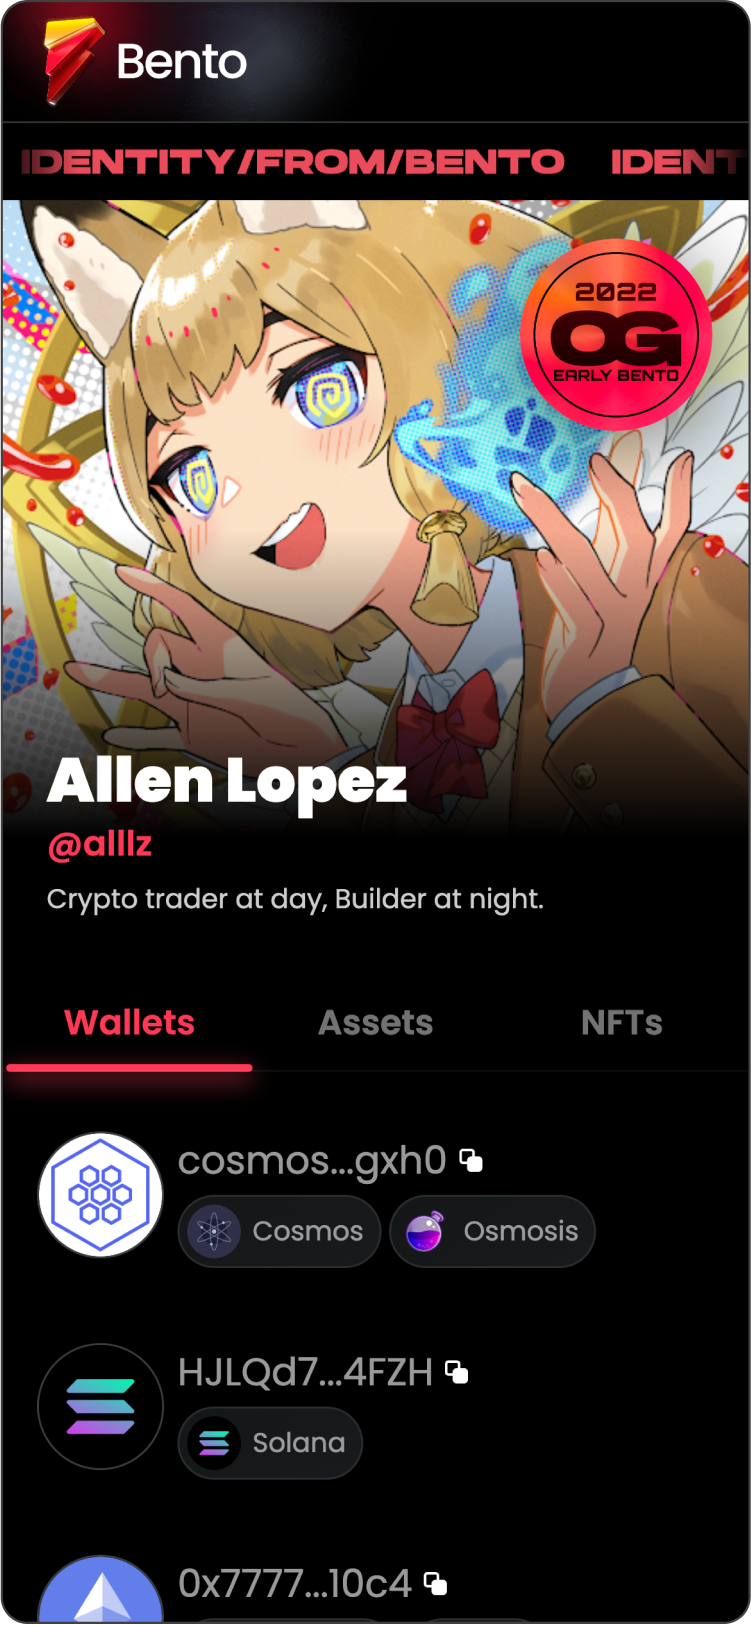 Bento
IDENTITY/FROM/BENTO IDENT
2022
OG
EARLY BENTO
Allen Lopez
@alllz
Crypto trader at day, Builder at night.
Wallets Assets NFTs
cosmos...gxh0
Cosmos Osmosis
HJLQd7...4FZH
Solana
0x7777...10c4